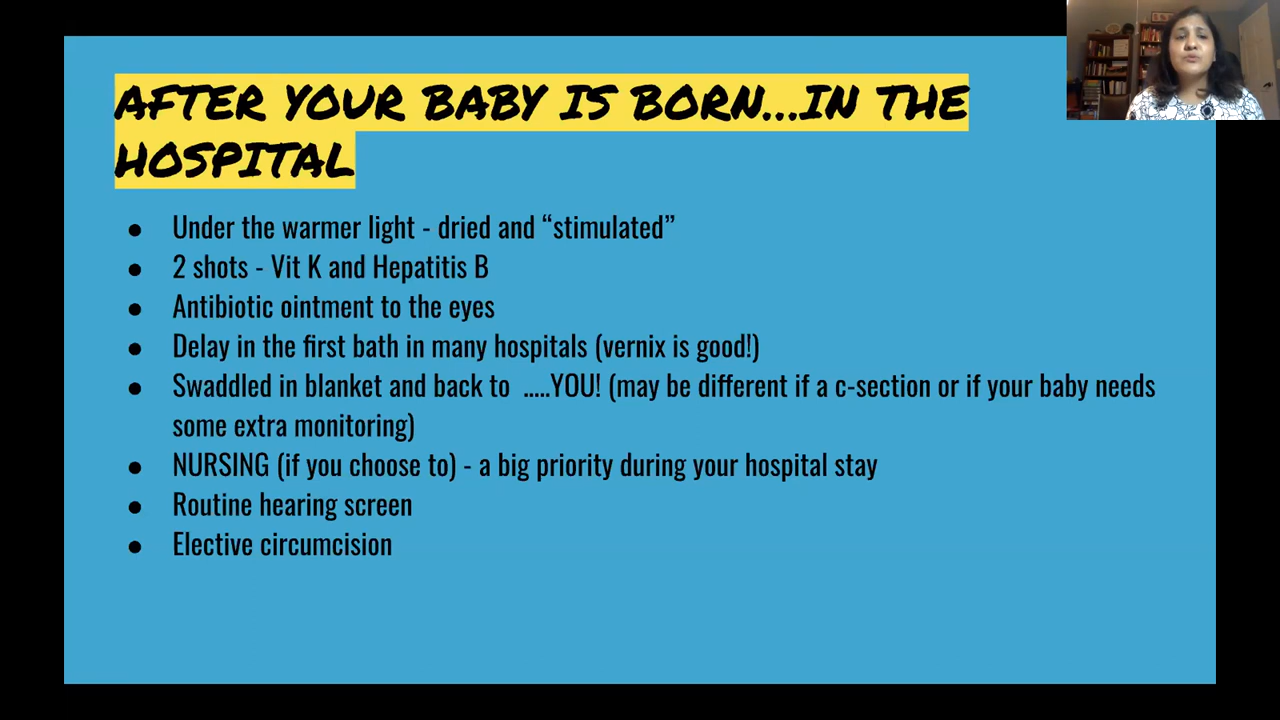 AFTER YOUR BABY IS BORN...IN THE
HOSPITAL
● Under the warmer light - dried and “stimulated”
● 2 shots - Vit K and Hepatitis B
● Antibiotic ointment to the eyes
● Delay in the first bath in many hospitals (vernix is good!)
● Swaddled in blanket and back to .....YOU! (may be different if a c-section or if your baby needs
some extra monitoring)
● NURSING (if you choose to) - a big priority during your hospital stay
● Routine hearing screen
● Elective circumcision